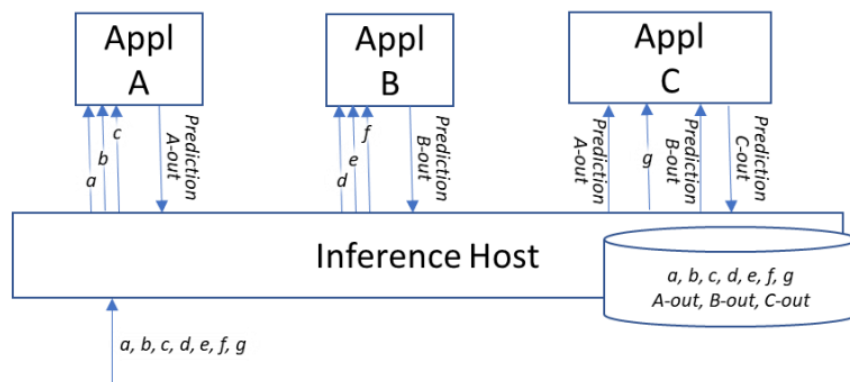 Appl
A
Appl
B
Appl
C
a
b
c
Prediction
A-out
d
e
f
Prediction
B-out
Prediction
A-out
g
Prediction
B-out
Prediction
C-out
Inference Host
a, b, c, d, e, f, g
A-out, B-out, C-out
a, b, c, d, e, f, g